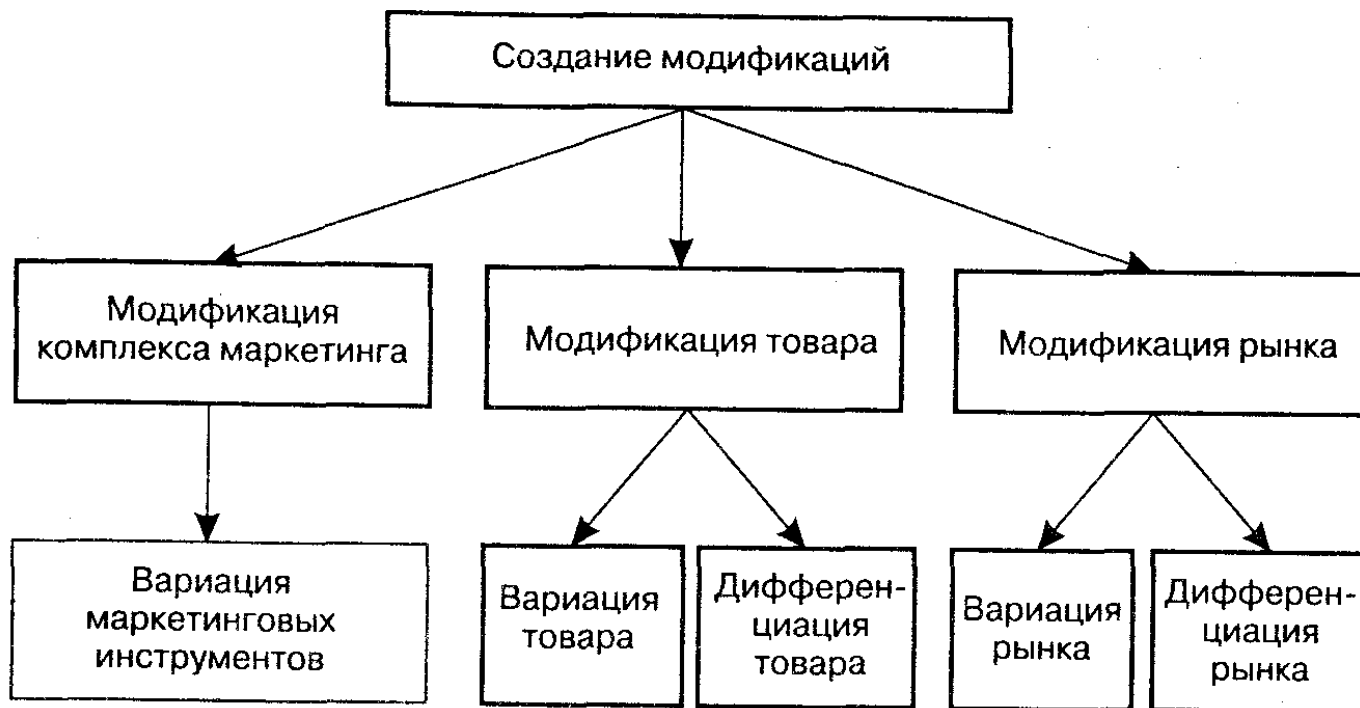 Создание модификаций
Модификация
комплекса маркетинга
Модификация товара
Модификация рынка
Вариация
маркетинговых
инструментов
Вариация
товара
Дифферен-
циация
товара
Вариация
рынка
Дифферен-
циация
рынка